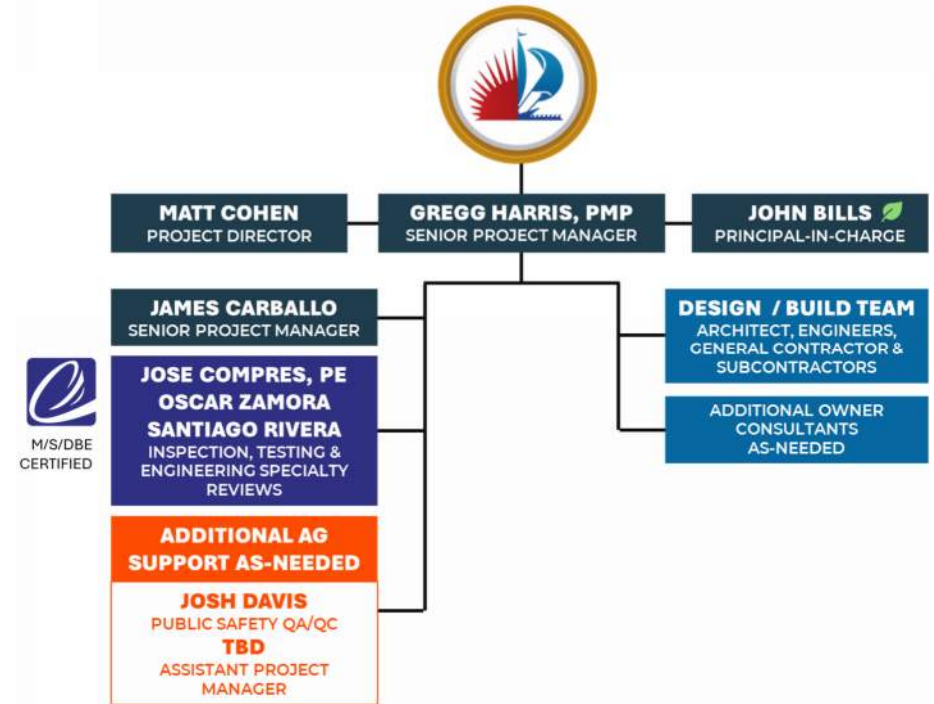 MATT COHEN
PROJECT DIRECTOR
GREGG HARRIS, PMP
SENIOR PROJECT MANAGER
JOHN BILLS
PRINCIPAL-IN-CHARGE
JAMES CARBALLO
SENIOR PROJECT MANAGER
JOSE COMPRES, PE
OSCAR ZAMORA
SANTIAGO RIVERA
INSPECTION, TESTING &
ENGINEERING SPECIALTY
REVIEWS
M/S/DBE
CERTIFIED
ADDITIONAL AG
SUPPORT AS-NEEDED
JOSH DAVIS
PUBLIC SAFETY QA/QC
TBD
ASSISTANT PROJECT
MANAGER
DESIGN / BUILD TEAM
ARCHITECT, ENGINEERS,
GENERAL CONTRACTOR &
SUBCONTRACTORS
ADDITIONAL OWNER
CONSULTANTS
AS-NEEDED